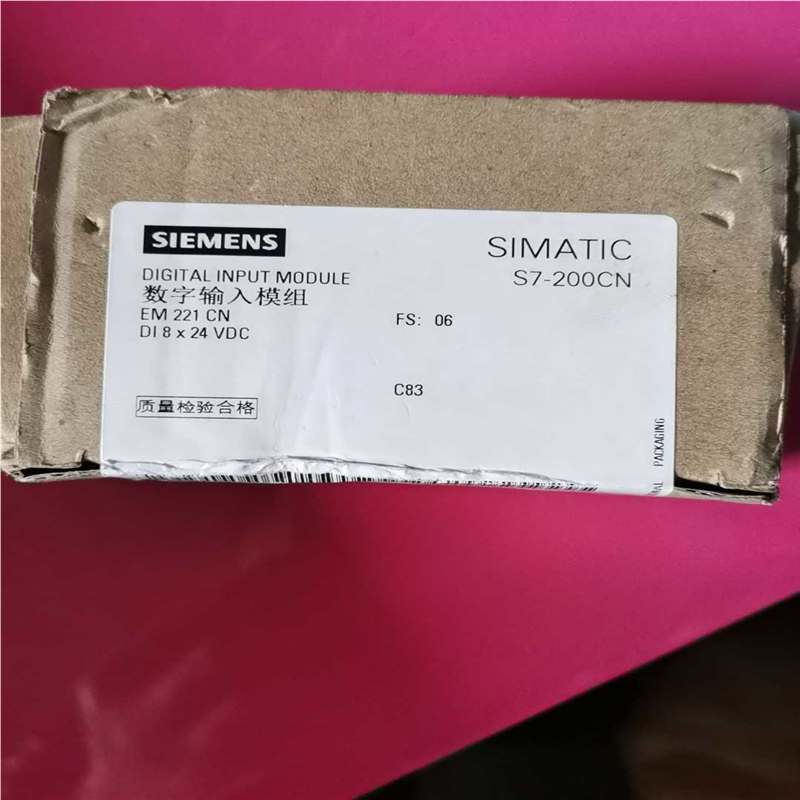 SIEMENS
SIMATIC
S7-200CN
DIGITAL INPUT MODULE
数字输入模组
EM 221 CN
DI 8 x 24 VDC
FS: 06
C83
质量检验合格
PACKAGING